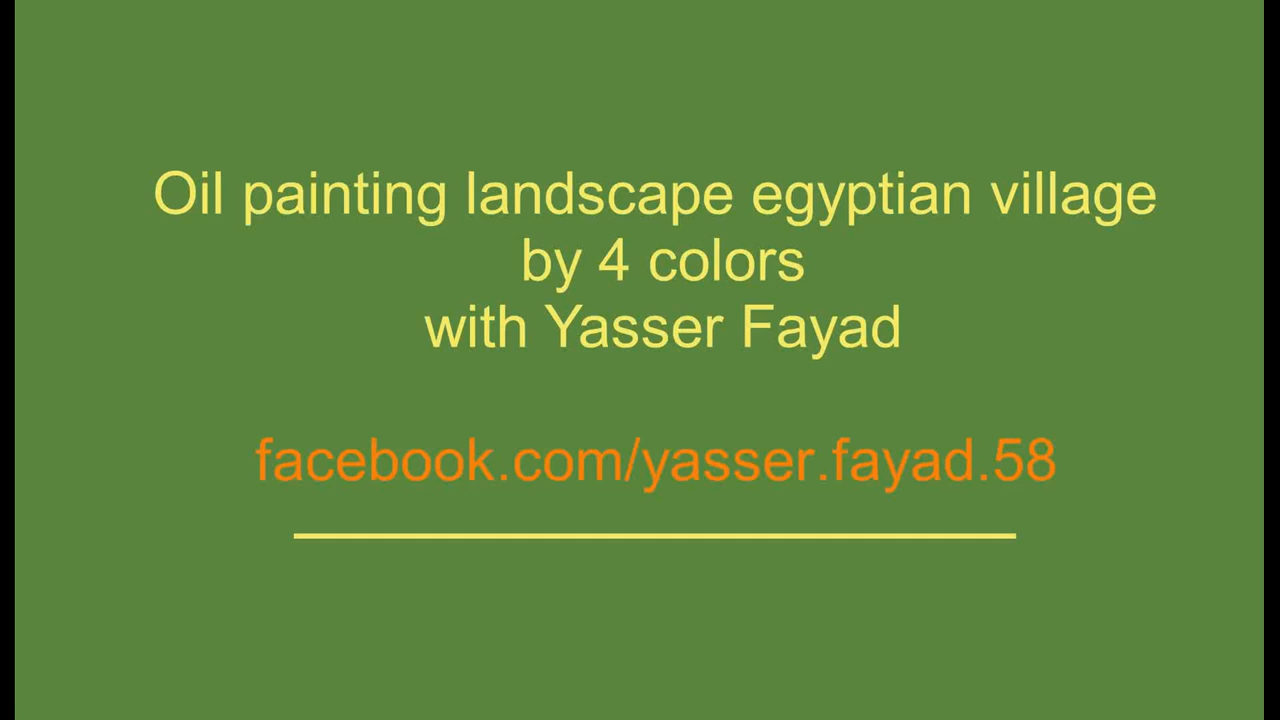 Oil painting landscape egyptian village
by 4 colors
with Yasser Fayad
facebook.com/yasser.fayad.58